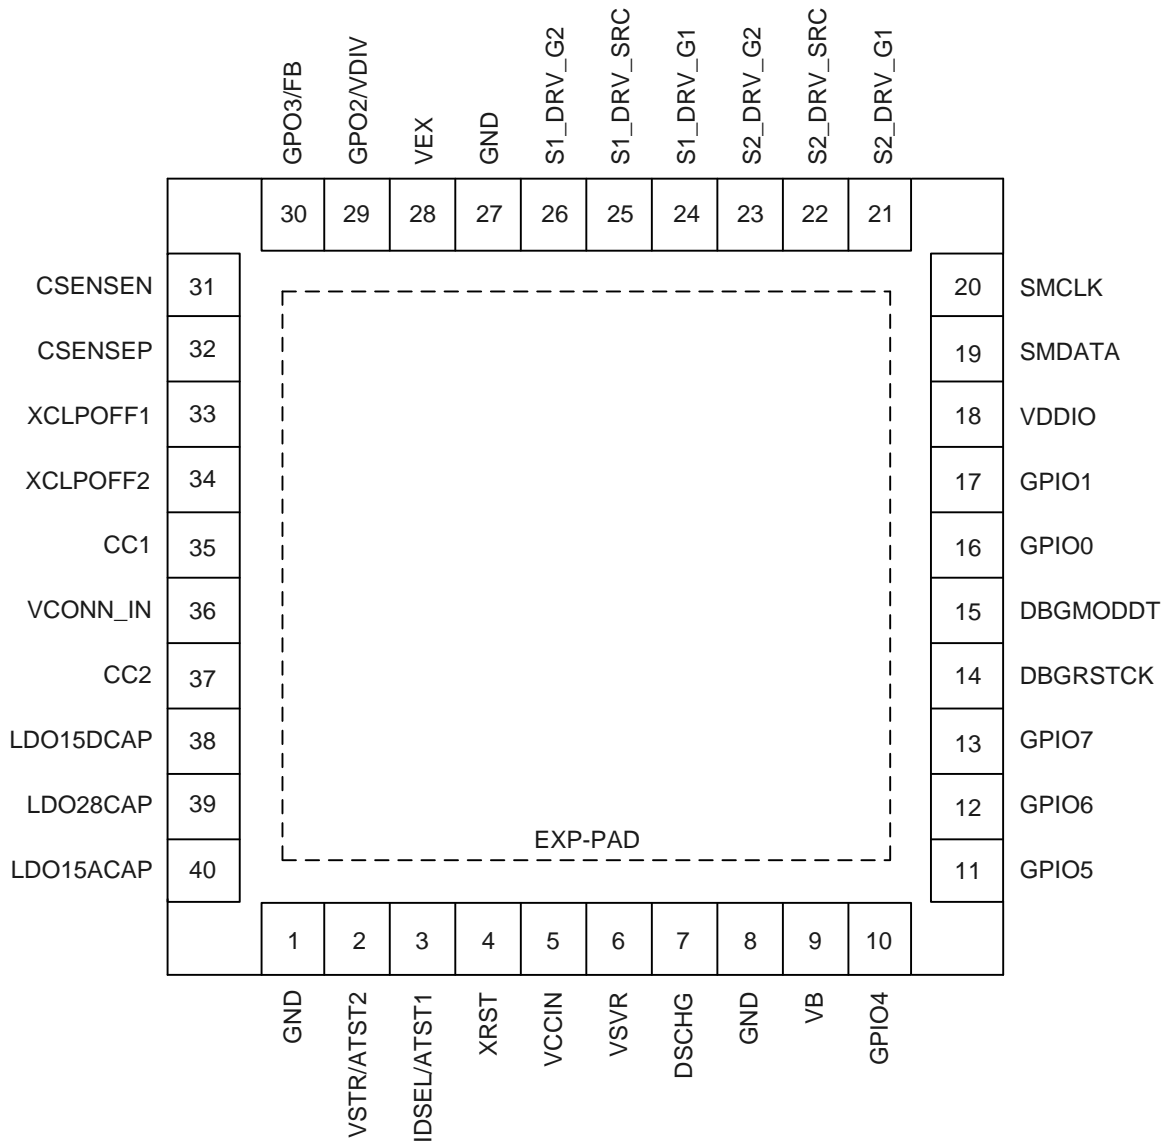 GPO3/FB
GPO2/VDIV
VEX
GND
S1_DRV_G2
S1_DRV_SRC
S1_DRV_G1
S2_DRV_G2
S2_DRV_SRC
S2_DRV_G1
30 29 28 27 26 25 24 23 22 21
CSENSEN 31
20 SMCLK
CSENSEP 32
19 SMDATA
XCLPOFF1 33
18 VDDIO
XCLPOFF2 34
17 GPIO1
CC1 35
16 GPIO0
VCONN_IN 36
15 DBGMODDT
CC2 37
14 DBGRSTCK
LDO15DCAP 38
13 GPIO7
LDO28CAP 39
12 GPIO6
EXP-PAD
LDO15ACAP 40
11 GPIO5
1 2 3 4 5 6 7 8 9 10
GND
VSTR/ATST2
IDSEL/ATST1
XRST
VCCIN
VSVR
DSCHG
GND
VB
GPIO4